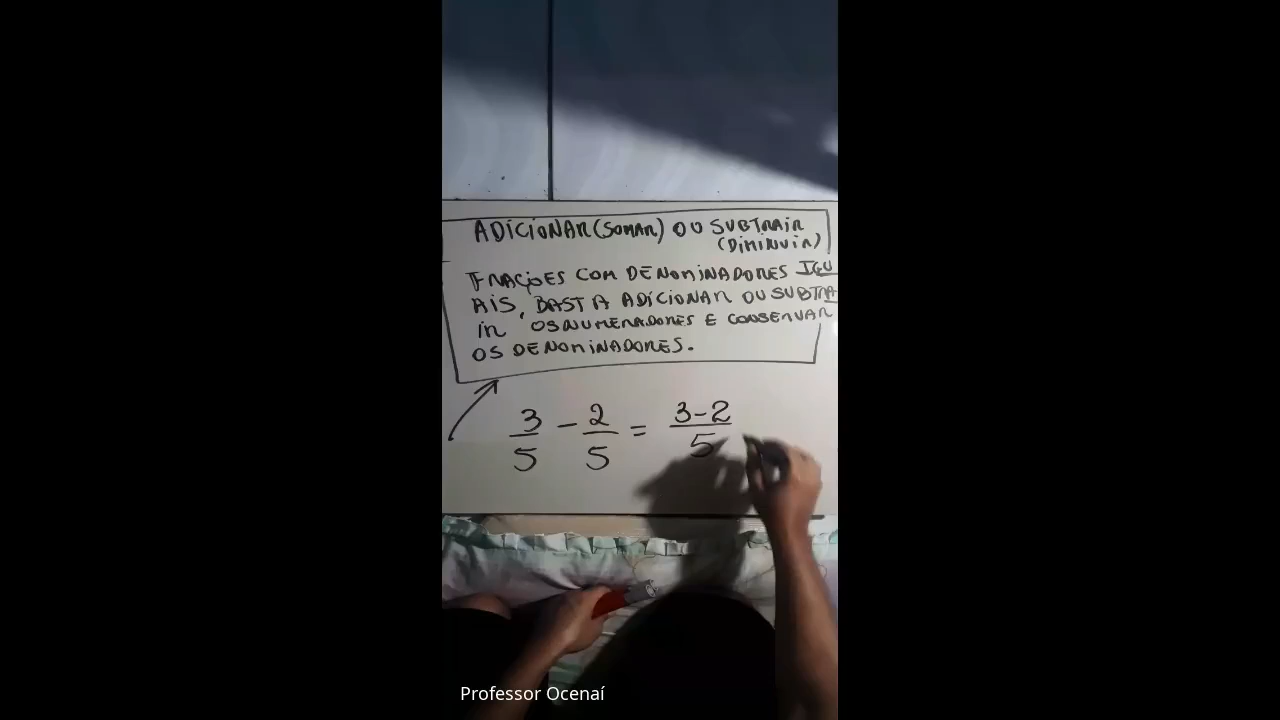 ADICIONAR (SOMAR) OU SUBTRAIR
(DIMINUIR)
FRAÇÕES COM DENOMINADORES IGU
AIS, BASTA ADICIONAR OU SUBTRA
IR OS NUMERADORES E CONSERVAR
OS DENOMINADORES.
3/5 - 2/5 = 3-2/5
Professor Ocenaí